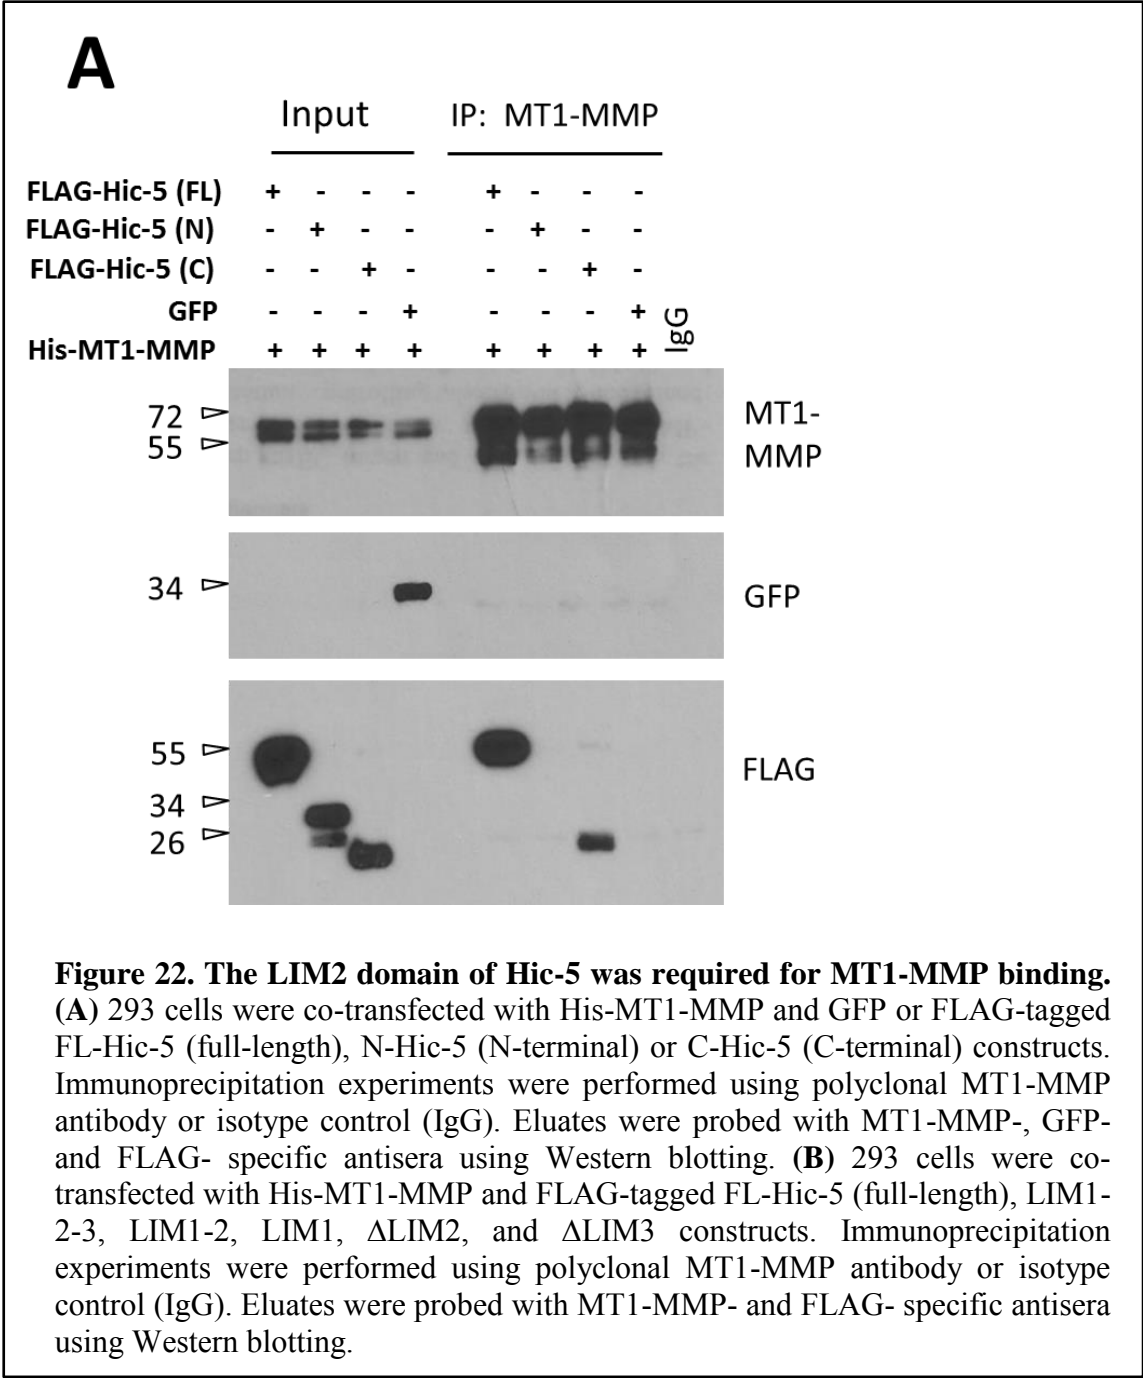 A
Input IP: MT1-MMP
FLAG-Hic-5 (FL) + - - - + - - -
FLAG-Hic-5 (N) - + - - - + - -
FLAG-Hic-5 (C) - - + - - - + -
GFP - - - + - - - + IgG
His-MT1-MMP + + + + + + + +
72
55
MT1-
MMP
34
GFP
55
34
26
FLAG
Figure 22. The LIM2 domain of Hic-5 was required for MT1-MMP binding.
(A) 293 cells were co-transfected with His-MT1-MMP and GFP or FLAG-tagged
FL-Hic-5 (full-length), N-Hic-5 (N-terminal) or C-Hic-5 (C-terminal) constructs.
Immunoprecipitation experiments were performed using polyclonal MT1-MMP
antibody or isotype control (IgG). Eluates were probed with MT1-MMP-, GFP-
and FLAG- specific antisera using Western blotting. (B) 293 cells were co-
transfected with His-MT1-MMP and FLAG-tagged FL-Hic-5 (full-length), LIM1-
2-3, LIM1-2, LIM1, ΔLIM2, and ΔLIM3 constructs. Immunoprecipitation
experiments were performed using polyclonal MT1-MMP antibody or isotype
control (IgG). Eluates were probed with MT1-MMP- and FLAG- specific antisera
using Western blotting.